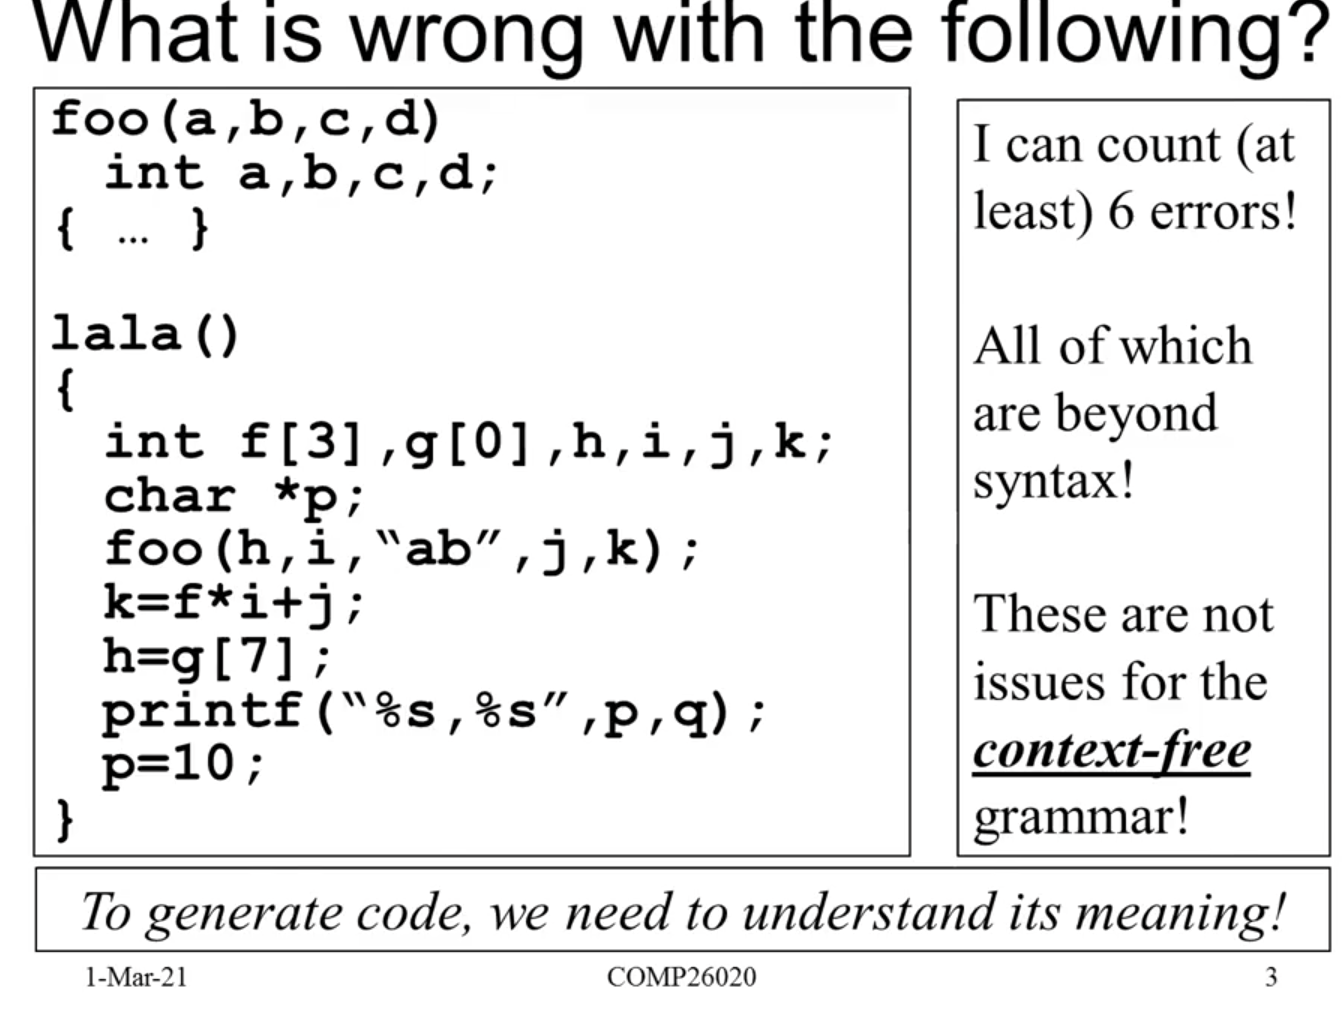 What is wrong with the following?
foo(a,b,c,d)
int a,b,c,d;
{ … }
lala()
{
int f[3],g[0],h,i,j,k;
char *p;
foo(h,i,“ab”,j,k);
k=f*i+j;
h=g[7];
printf(“%s,%s”,p,q);
p=10;
}
I can count (at
least) 6 errors!
All of which
are beyond
syntax!
These are not
issues for the
context-free
grammar!
To generate code, we need to understand its meaning!
1-Mar-21
COMP26020
3